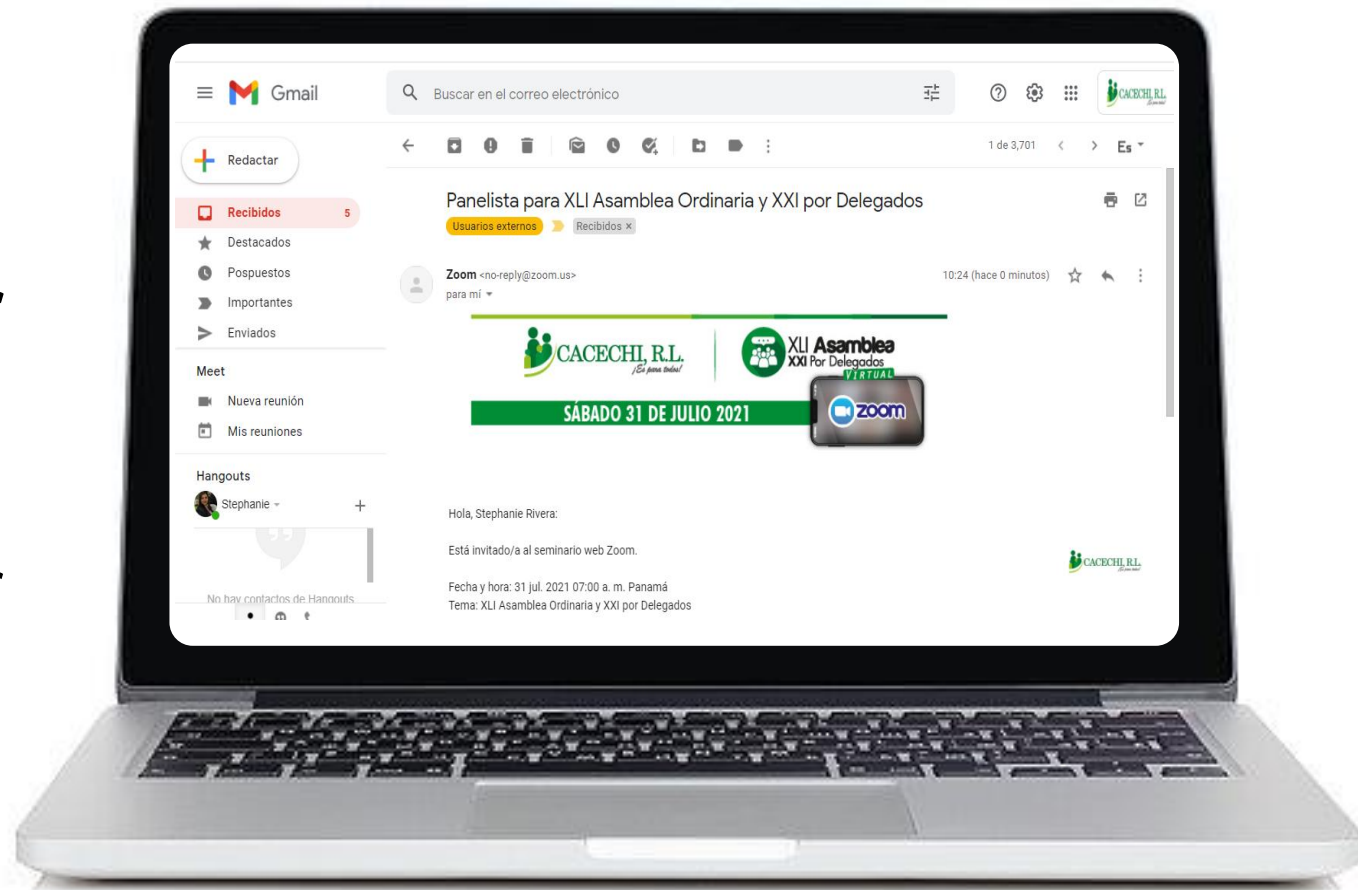 Gmail
Buscar en el correo electrónico
CACECHI, R.L.
Redactar
1 de 3,701
Es
Recibidos 5
Destacados
Pospuestos
Importantes
Enviados
Panelista para XLI Asamblea Ordinaria y XXI por Delegados
Usuarios externos
Recibidos ×
Zoom <no-reply@zoom.us>
10:24 (hace 0 minutos)
para mí
CACECHI, R.L.
¡Es para todos!
XLI Asamblea
XXI Por Delegados
VIRTUAL
SÁBADO 31 DE JULIO 2021
zoom
Meet
Nueva reunión
Mis reuniones
Hangouts
Stephanie
No hay contactos de Hangouts
Hola, Stephanie Rivera:
Está invitado/a al seminario web Zoom.
Fecha y hora: 31 jul. 2021 07:00 a. m. Panamá
Tema: XLI Asamblea Ordinaria y XXI por Delegados
CACECHI, R.L.